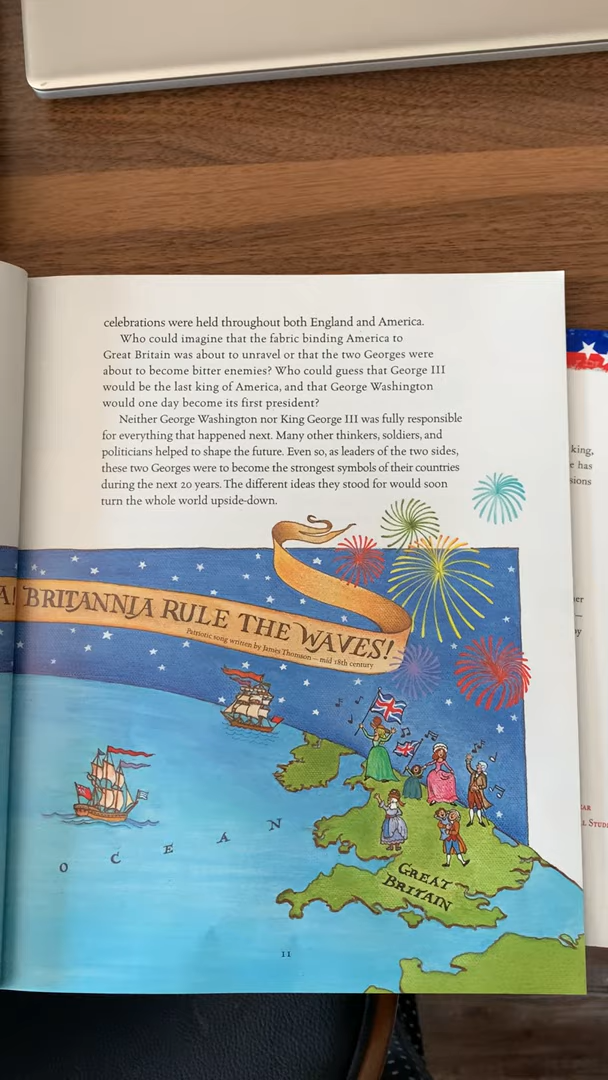 celebrations were held throughout both England and America.
Who could imagine that the fabric binding America to
Great Britain was about to unravel or that the two Georges were
about to become bitter enemies? Who could guess that George III
would be the last king of America, and that George Washington
would one day become its first president?
Neither George Washington nor King George III was fully responsible
for everything that happened next. Many other thinkers, soldiers, and
politicians helped to shape the future. Even so, as leaders of the two sides,
these two Georges were to become the strongest symbols of their countries
during the next 20 years. The different ideas they stood for would soon
turn the whole world upside-down.
A! BRITANNIA RULE THE WAVES!
Patriotic song written by James Thomson — mid 18th century
OCEAN
GREAT
BRITAIN
11
king,
has